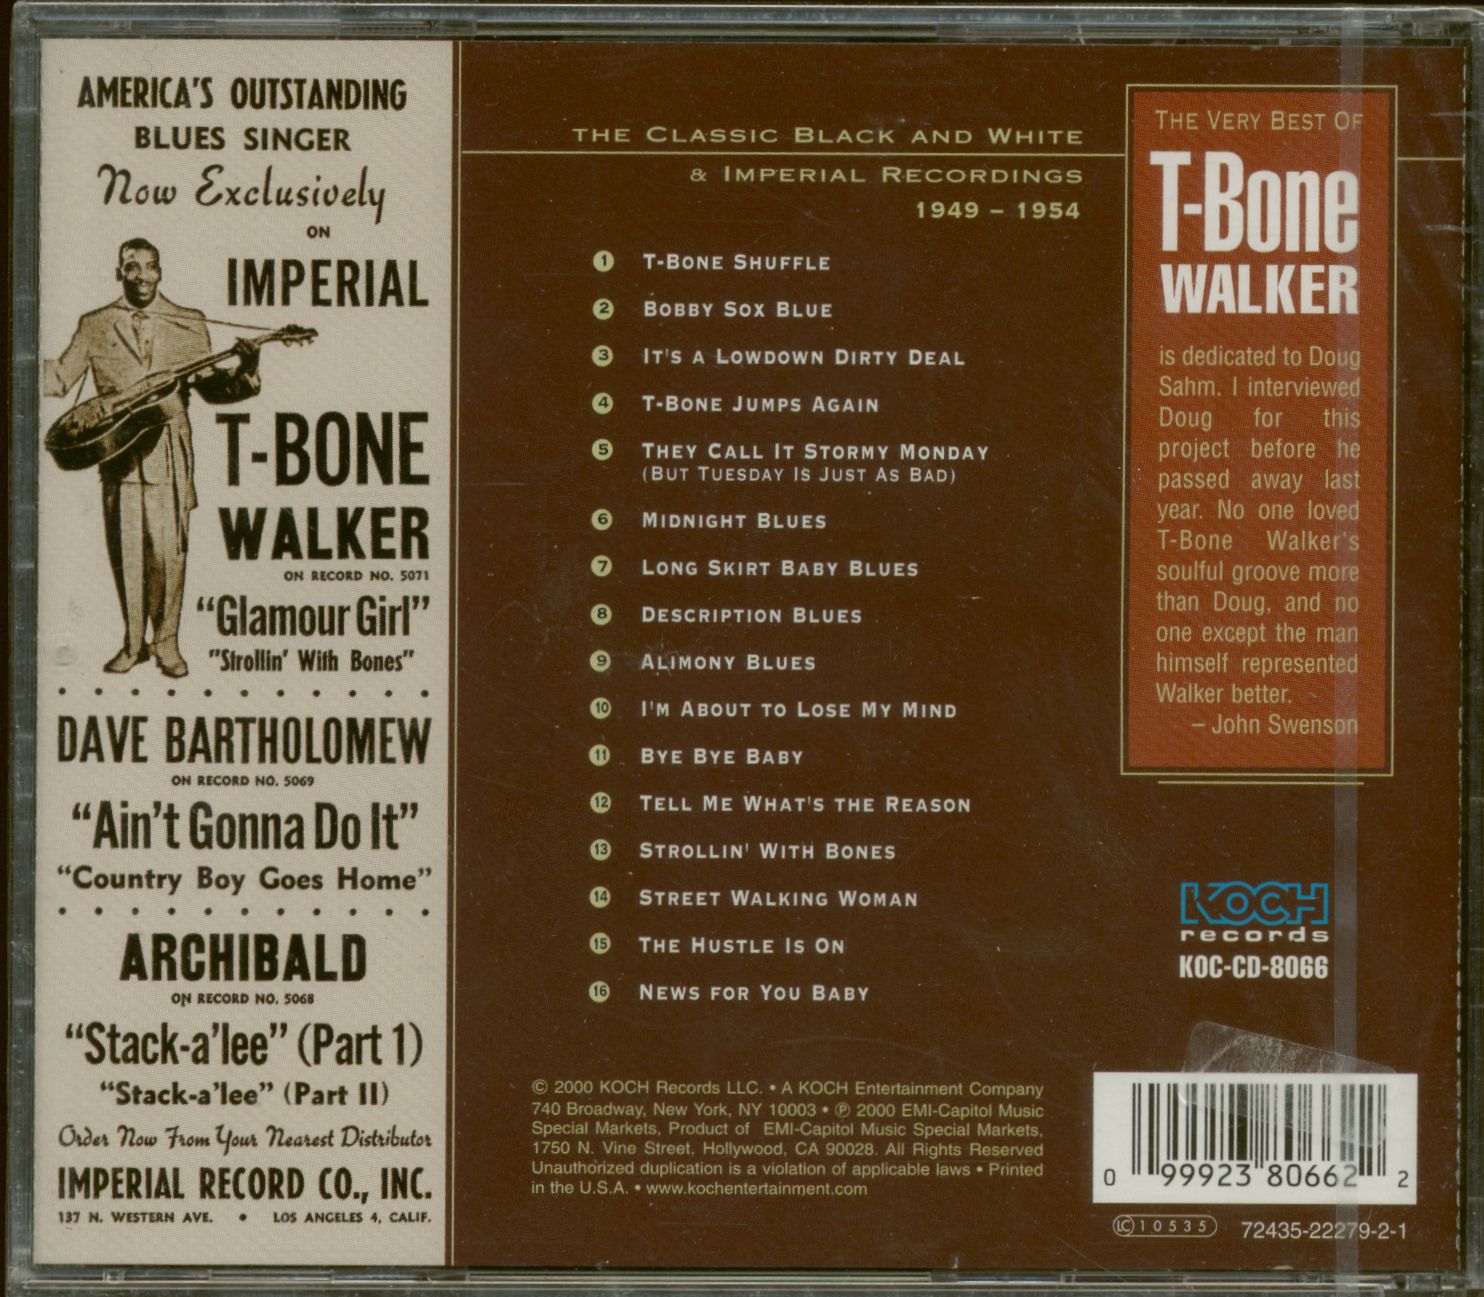 AMERICA'S OUTSTANDING
BLUES SINGER
Now Exclusively
ON
IMPERIAL
T-BONE
WALKER
ON RECORD NO. 5071
"Glamour Girl"
"Strollin' With Bones"
DAVE BARTHOLOMEW
ON RECORD NO. 5069
"Ain't Gonna Do It"
"Country Boy Goes Home"
ARCHIBALD
ON RECORD NO. 5068
"Stack-a'lee" (Part 1)
"Stack-a'lee" (Part II)
Order Now From Your Nearest Distributor
IMPERIAL RECORD CO., INC.
137 N. WESTERN AVE. • LOS ANGELES 4, CALIF.
THE CLASSIC BLACK AND WHITE
& IMPERIAL RECORDINGS
1949 – 1954
1 T-BONE SHUFFLE
2 BOBBY SOX BLUE
3 IT'S A LOWDOWN DIRTY DEAL
4 T-BONE JUMPS AGAIN
5 THEY CALL IT STORMY MONDAY
(BUT TUESDAY IS JUST AS BAD)
6 MIDNIGHT BLUES
7 LONG SKIRT BABY BLUES
8 DESCRIPTION BLUES
9 ALIMONY BLUES
10 I'M ABOUT TO LOSE MY MIND
11 BYE BYE BABY
12 TELL ME WHAT'S THE REASON
13 STROLLIN' WITH BONES
14 STREET WALKING WOMAN
15 THE HUSTLE IS ON
16 NEWS FOR YOU BABY
© 2000 KOCH Records LLC. • A KOCH Entertainment Company
740 Broadway, New York, NY 10003 • ℗ 2000 EMI-Capitol Music
Special Markets, Product of EMI-Capitol Music Special Markets,
1750 N. Vine Street, Hollywood, CA 90028. All Rights Reserved
Unauthorized duplication is a violation of applicable laws • Printed
in the U.S.A. • www.kochentertainment.com
THE VERY BEST OF
T-Bone
WALKER
is dedicated to Doug
Sahm. I interviewed
Doug for this
project before he
passed away last
year. No one loved
T-Bone Walker's
soulful groove more
than Doug, and no
one except the man
himself represented
Walker better.
– John Swenson
KOCH
records
KOC-CD-8066
0 99923 80662 2
LC 10535
72435-22279-2-1